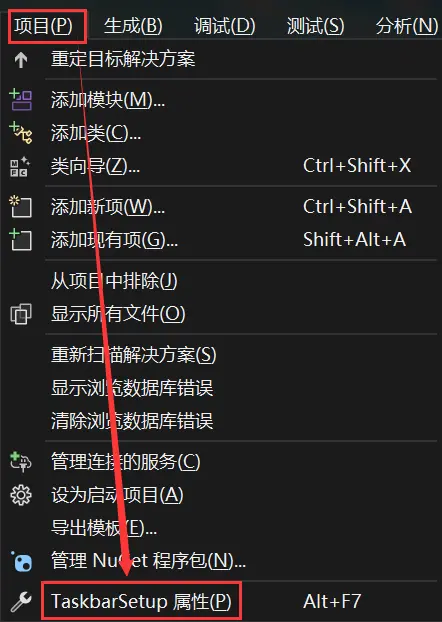 项目(P) 生成(B) 调试(D) 测试(S) 分析(N)
重定目标解决方案
添加模块(M)...
添加类(C)...
类向导(Z)... Ctrl+Shift+X
添加新项(W)... Ctrl+Shift+A
添加现有项(G)... Shift+Alt+A
从项目中排除(J)
显示所有文件(O)
重新扫描解决方案(S)
显示浏览数据库错误
清除浏览数据库错误
管理连接的服务(C)
设为启动项目(A)
导出模板(E)...
管理 NuGet 程序包(N)...
TaskbarSetup 属性(P) Alt+F7